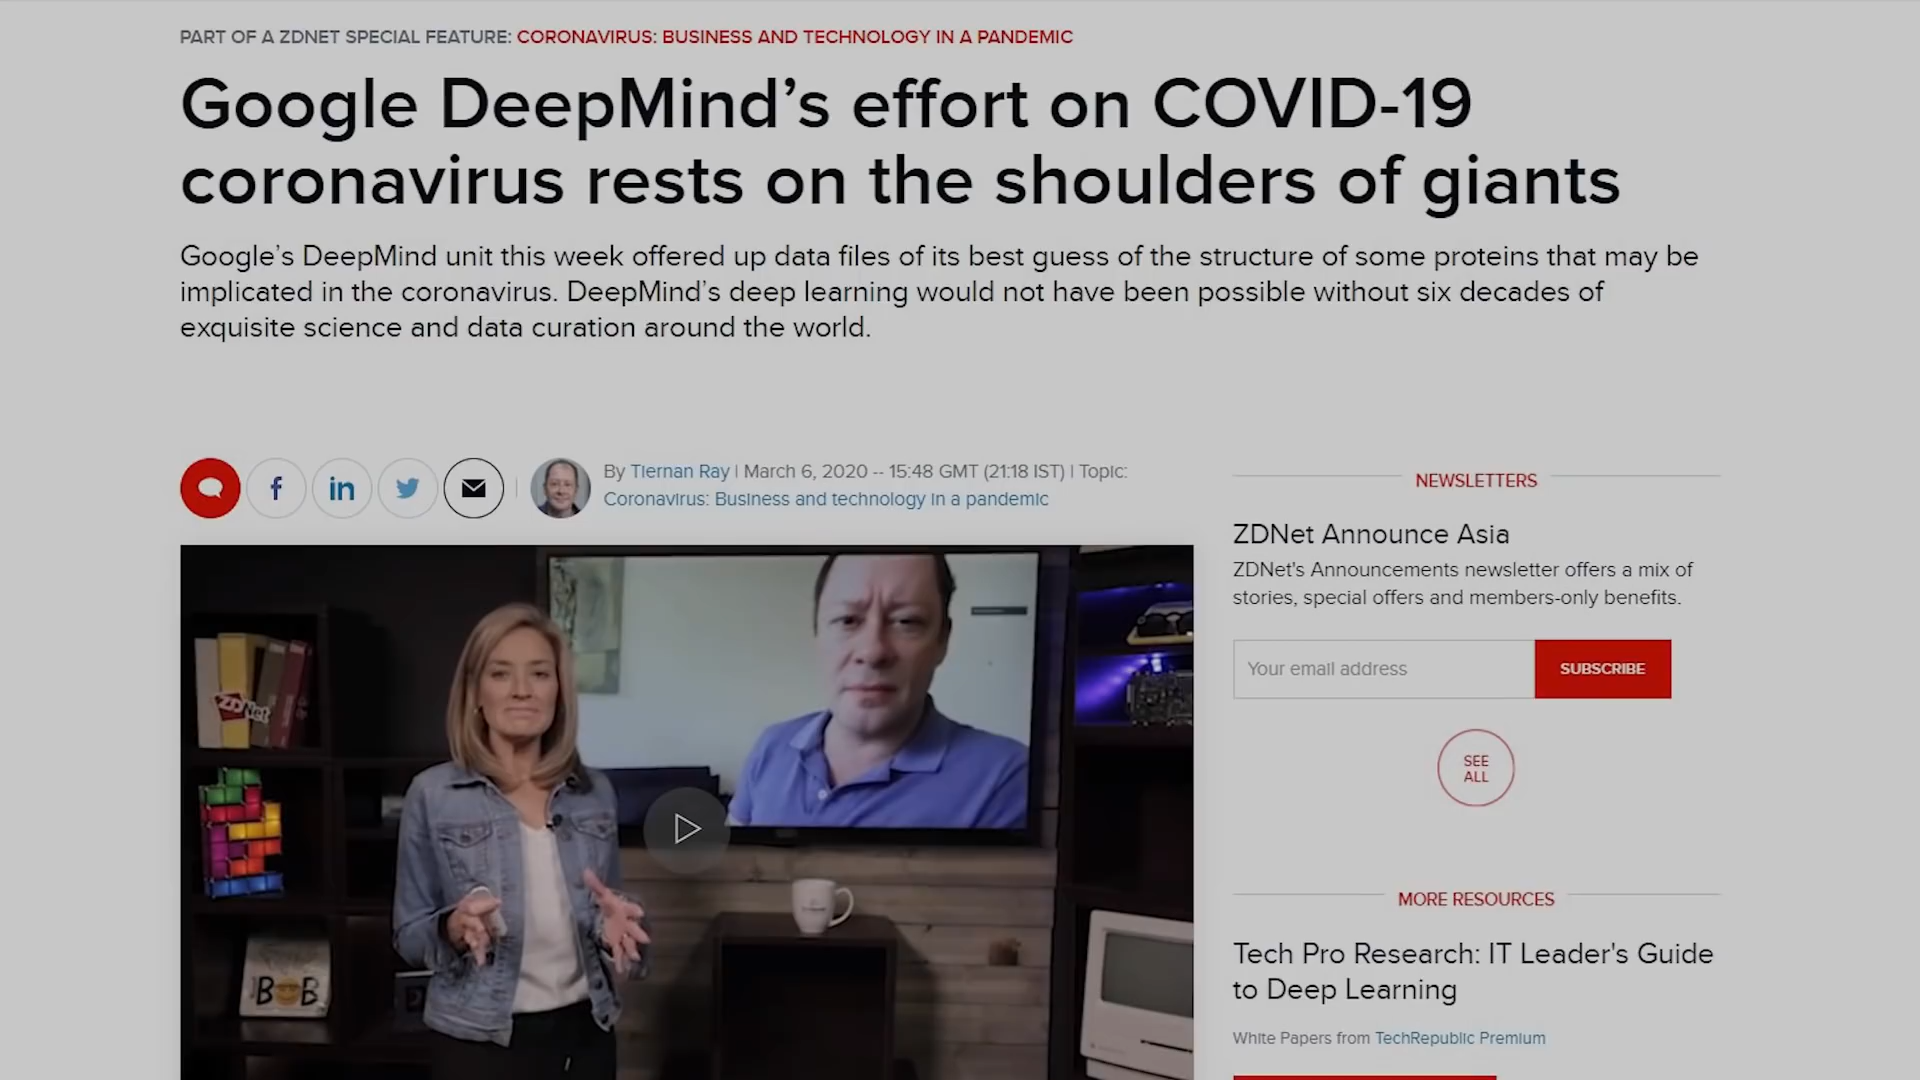 PART OF A ZDNET SPECIAL FEATURE: CORONAVIRUS: BUSINESS AND TECHNOLOGY IN A PANDEMIC
Google DeepMind’s effort on COVID-19
coronavirus rests on the shoulders of giants
Google’s DeepMind unit this week offered up data files of its best guess of the structure of some proteins that may be
implicated in the coronavirus. DeepMind’s deep learning would not have been possible without six decades of
exquisite science and data curation around the world.
By Tiernan Ray | March 6, 2020 -- 15:48 GMT (21:18 IST) | Topic:
Coronavirus: Business and technology in a pandemic
ZDNet
BOB
NEWSLETTERS
ZDNet Announce Asia
ZDNet's Announcements newsletter offers a mix of
stories, special offers and members-only benefits.
Your email address
SUBSCRIBE
SEE
ALL
MORE RESOURCES
Tech Pro Research: IT Leader's Guide
to Deep Learning
White Papers from TechRepublic Premium